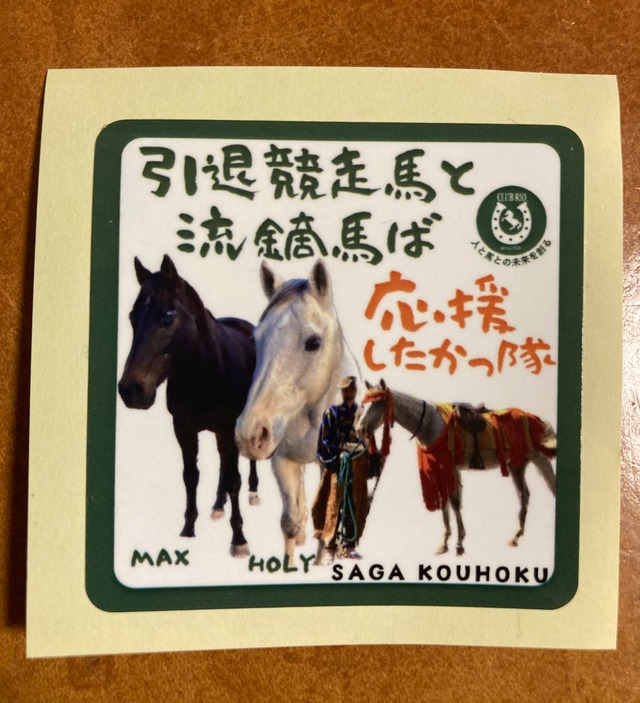 引退競走馬と
流鏑馬ば
CLUB RIO
人と馬との未来を創る
応援
したかっ隊
MAX
HOLY
SAGA KOUHOKU